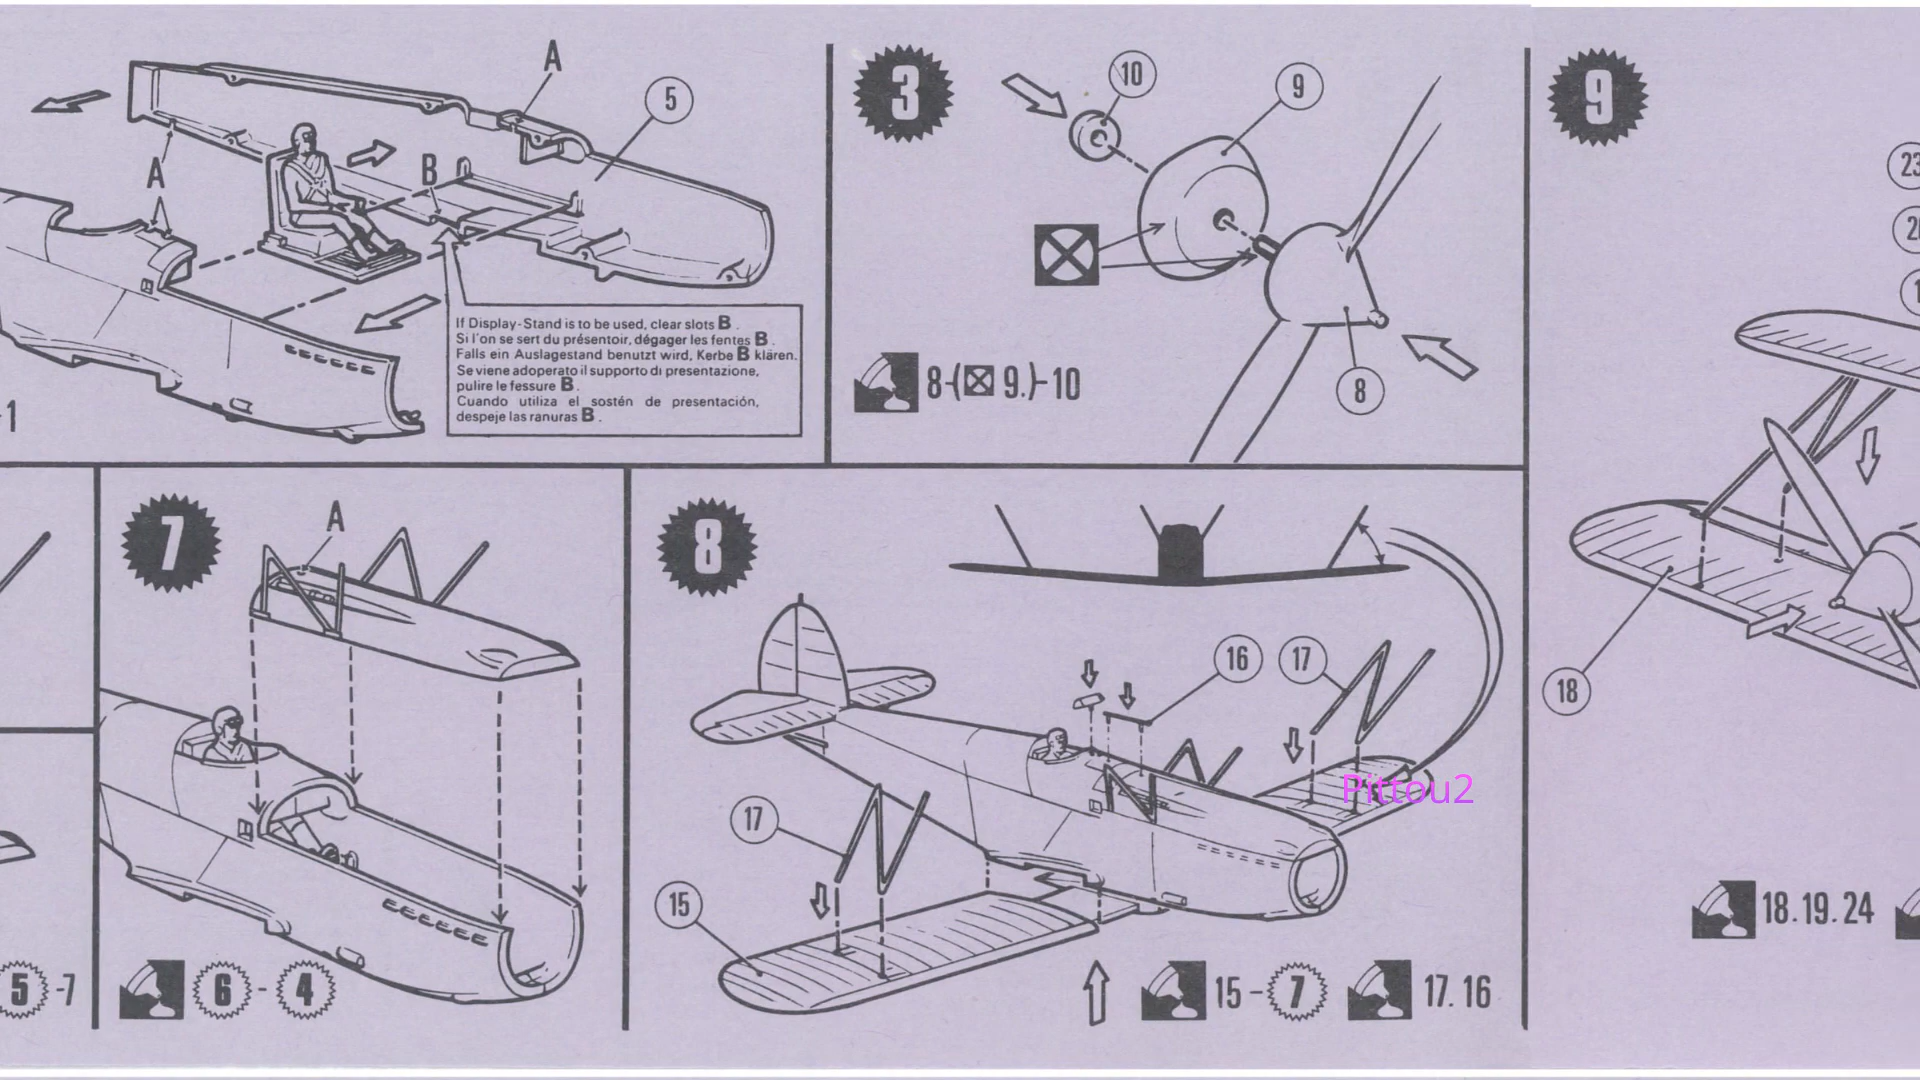 A
5
A
B
If Display-Stand is to be used, clear slots B .
Si l'on se sert du présentoir, dégager les fentes B .
Falls ein Auslagestand benutzt wird, Kerbe B klären.
Se viene adoperato il supporto di presentazione,
pulire le fessure B .
Cuando utiliza el sostén de presentación,
despeje las ranuras B .
-1
3
10
9
8
8-(☒ 9.)-10
9
18
18.19.24
5 -7
7
A
6 - 4
8
16
17
17
15
Pittou2
15 - 7
17. 16